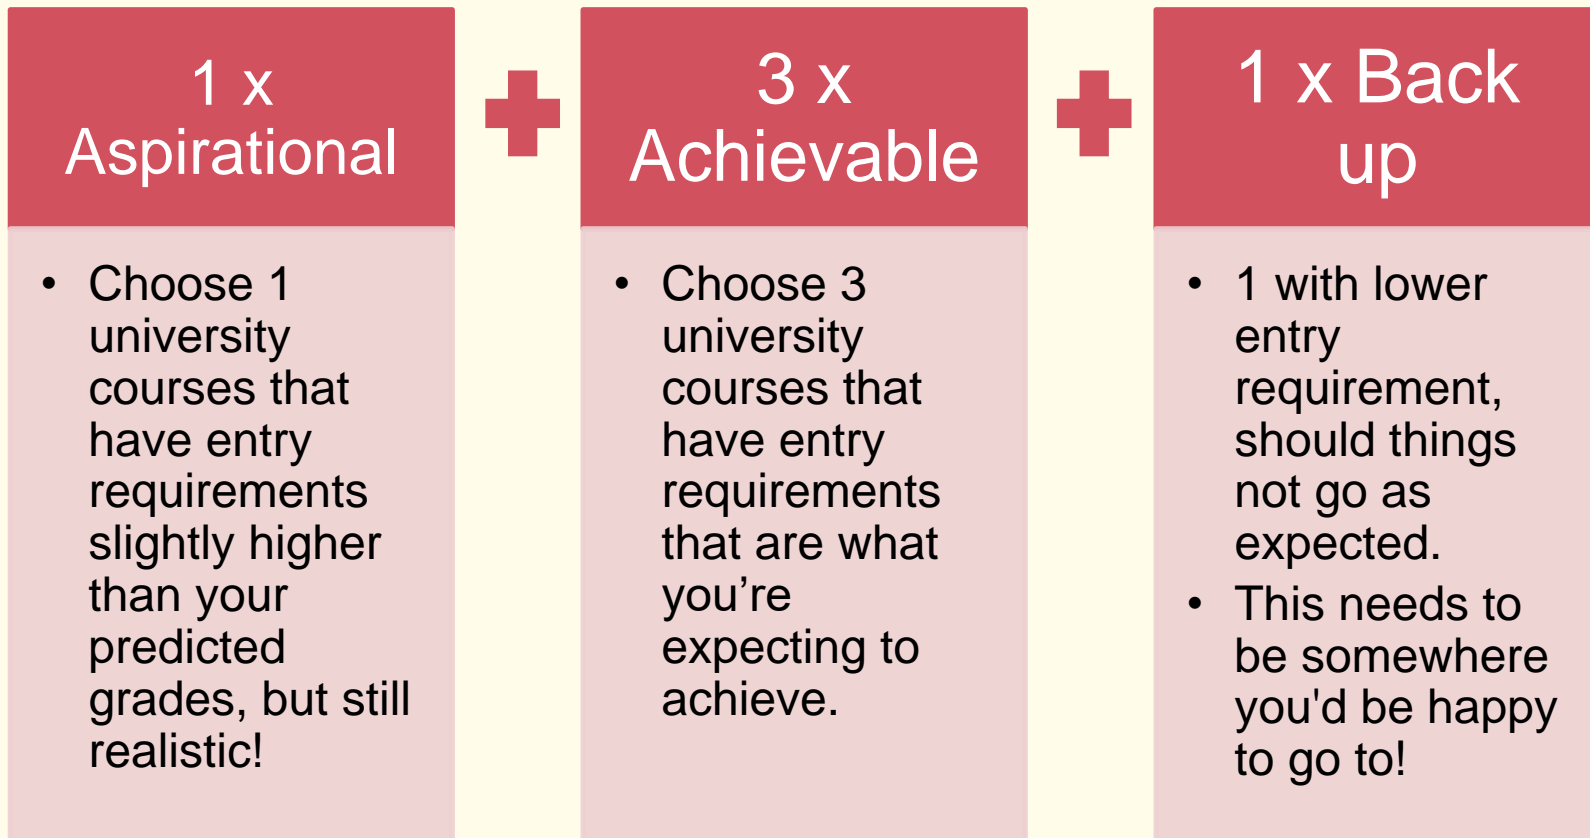 1 x
Aspirational
• Choose 1
university
courses that
have entry
requirements
slightly higher
than your
predicted
grades, but still
realistic!
3 x
Achievable
• Choose 3
university
courses that
have entry
requirements
that are what
you’re
expecting to
achieve.
1 x Back
up
• 1 with lower
entry
requirement,
should things
not go as
expected.
• This needs to
be somewhere
you'd be happy
to go to!